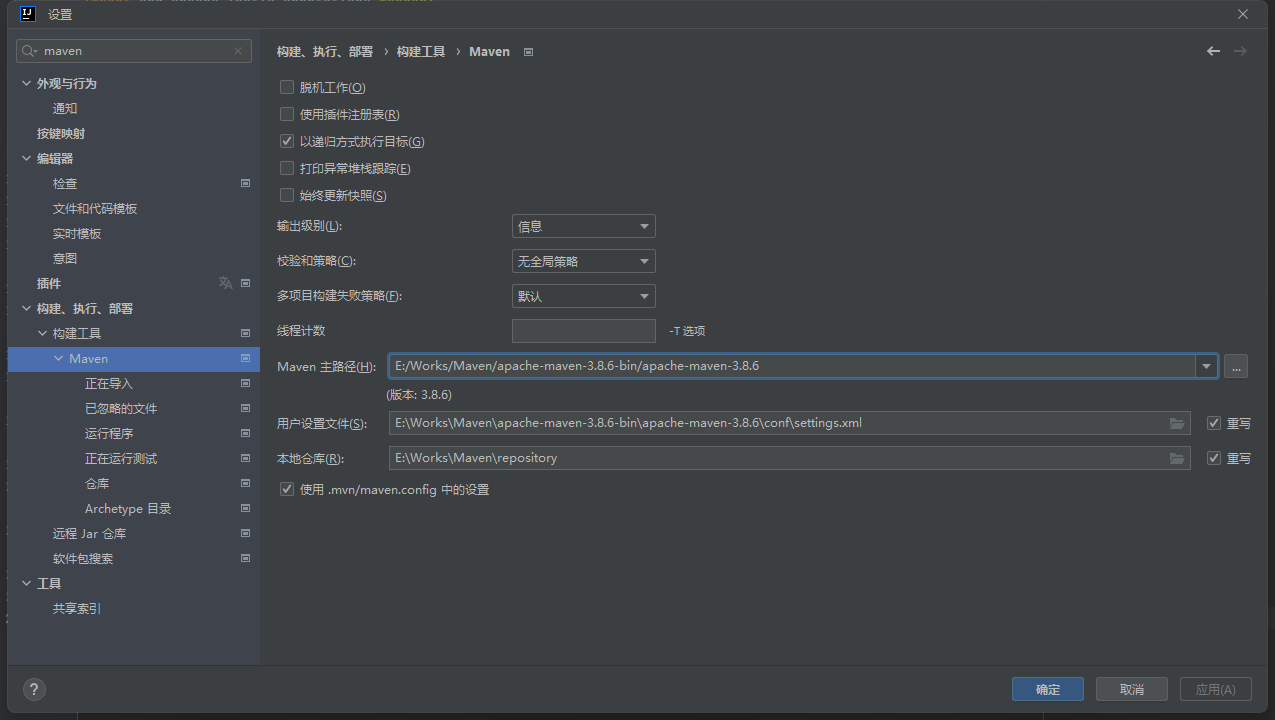 设置
maven
外观与行为
通知
按键映射
编辑器
检查
文件和代码模板
实时模板
意图
插件
构建、执行、部署
构建工具
Maven
正在导入
已忽略的文件
运行程序
正在运行测试
仓库
Archetype 目录
远程 Jar 仓库
软件包搜索
工具
共享索引
构建、执行、部署 › 构建工具 › Maven
脱机工作(O)
使用插件注册表(R)
以递归方式执行目标(G)
打印异常堆栈跟踪(E)
始终更新快照(S)
输出级别(L): 信息
校验和策略(C): 无全局策略
多项目构建失败策略(F): 默认
线程计数 -T 选项
Maven 主路径(H): E:/Works/Maven/apache-maven-3.8.6-bin/apache-maven-3.8.6 ...
(版本: 3.8.6)
用户设置文件(S): E:\Works\Maven\apache-maven-3.8.6-bin\apache-maven-3.8.6\conf\settings.xml 重写
本地仓库(R): E:\Works\Maven\repository 重写
使用 .mvn/maven.config 中的设置
? 确定 取消 应用(A)